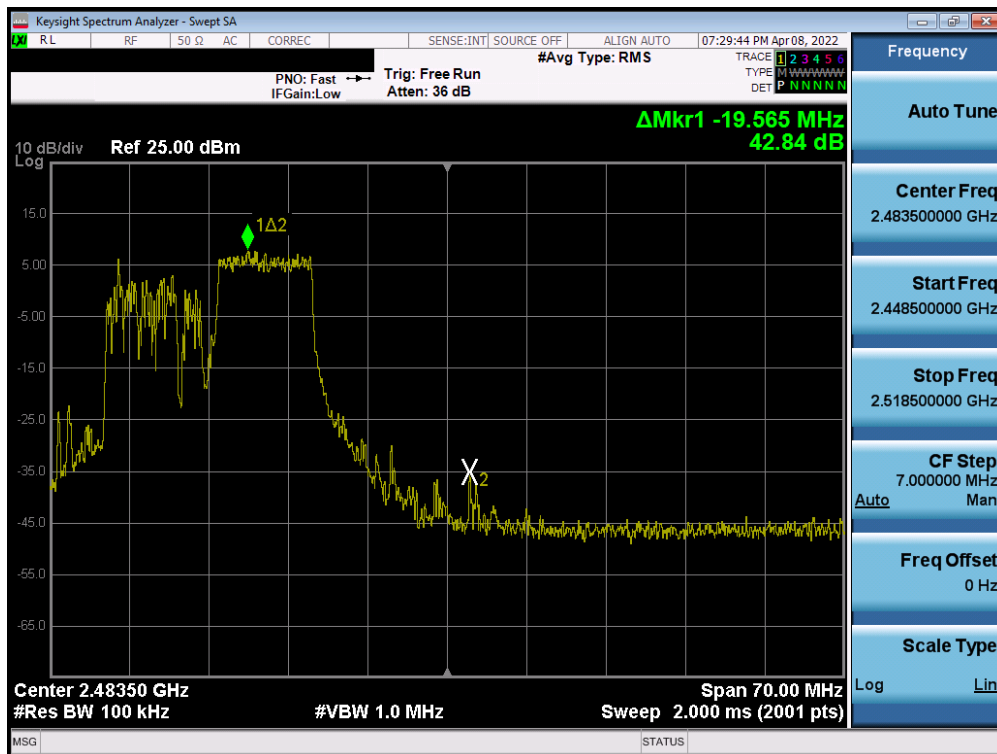 Keysight Spectrum Analyzer - Swept SA
LXI RL RF 50 Ω AC CORREC SENSE:INT SOURCE OFF ALIGN AUTO 07:29:44 PM Apr 08, 2022
#Avg Type: RMS
TRACE 1 2 3 4 5 6
TYPE M WWWWW
DET P N N N N N
PNO: Fast Trig: Free Run
IFGain:Low Atten: 36 dB
ΔMkr1 -19.565 MHz
42.84 dB
10 dB/div Ref 25.00 dBm
Log
15.0
1Δ2
5.00
-5.00
-15.0
-25.0
-35.0
X2
-45.0
-55.0
-65.0
Center 2.48350 GHz Span 70.00 MHz
#Res BW 100 kHz #VBW 1.0 MHz Sweep 2.000 ms (2001 pts)
MSG STATUS
Frequency
Auto Tune
Center Freq
2.483500000 GHz
Start Freq
2.448500000 GHz
Stop Freq
2.518500000 GHz
CF Step
7.000000 MHz
Auto Man
Freq Offset
0 Hz
Scale Type
Log Lin